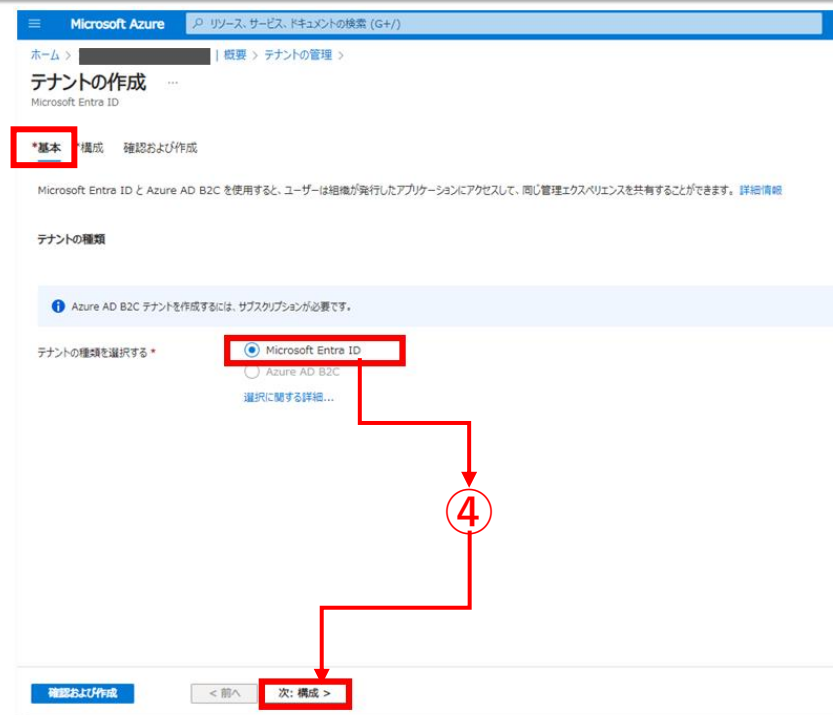 Microsoft Azure
リソース、サービス、ドキュメントの検索 (G+/)
ホーム >
| 概要 > テナントの管理 >
テナントの作成 …
Microsoft Entra ID
*基本 *構成 確認および作成
Microsoft Entra ID と Azure AD B2C を使用すると、ユーザーは組織が発行したアプリケーションにアクセスして、同じ管理エクスペリエンスを共有することができます。詳細情報
テナントの種類
Azure AD B2C テナントを作成するには、サブスクリプションが必要です。
テナントの種類を選択する *
Microsoft Entra ID
Azure AD B2C
選択に関する詳細...
④
確認および作成
< 前へ
次: 構成 >